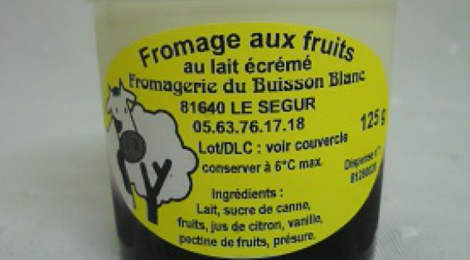 Fromage aux fruits
au lait écrémé
Fromagerie du Buisson Blanc
81640 LE SEGUR
05.63.76.17.18
125 g
Lot/DLC : voir couvercle
conserver à 6°C max.
Dispense n°:
Ingrédients :
Lait, sucre de canne,
fruits, jus de citron, vanille,
pectine de fruits, présure.